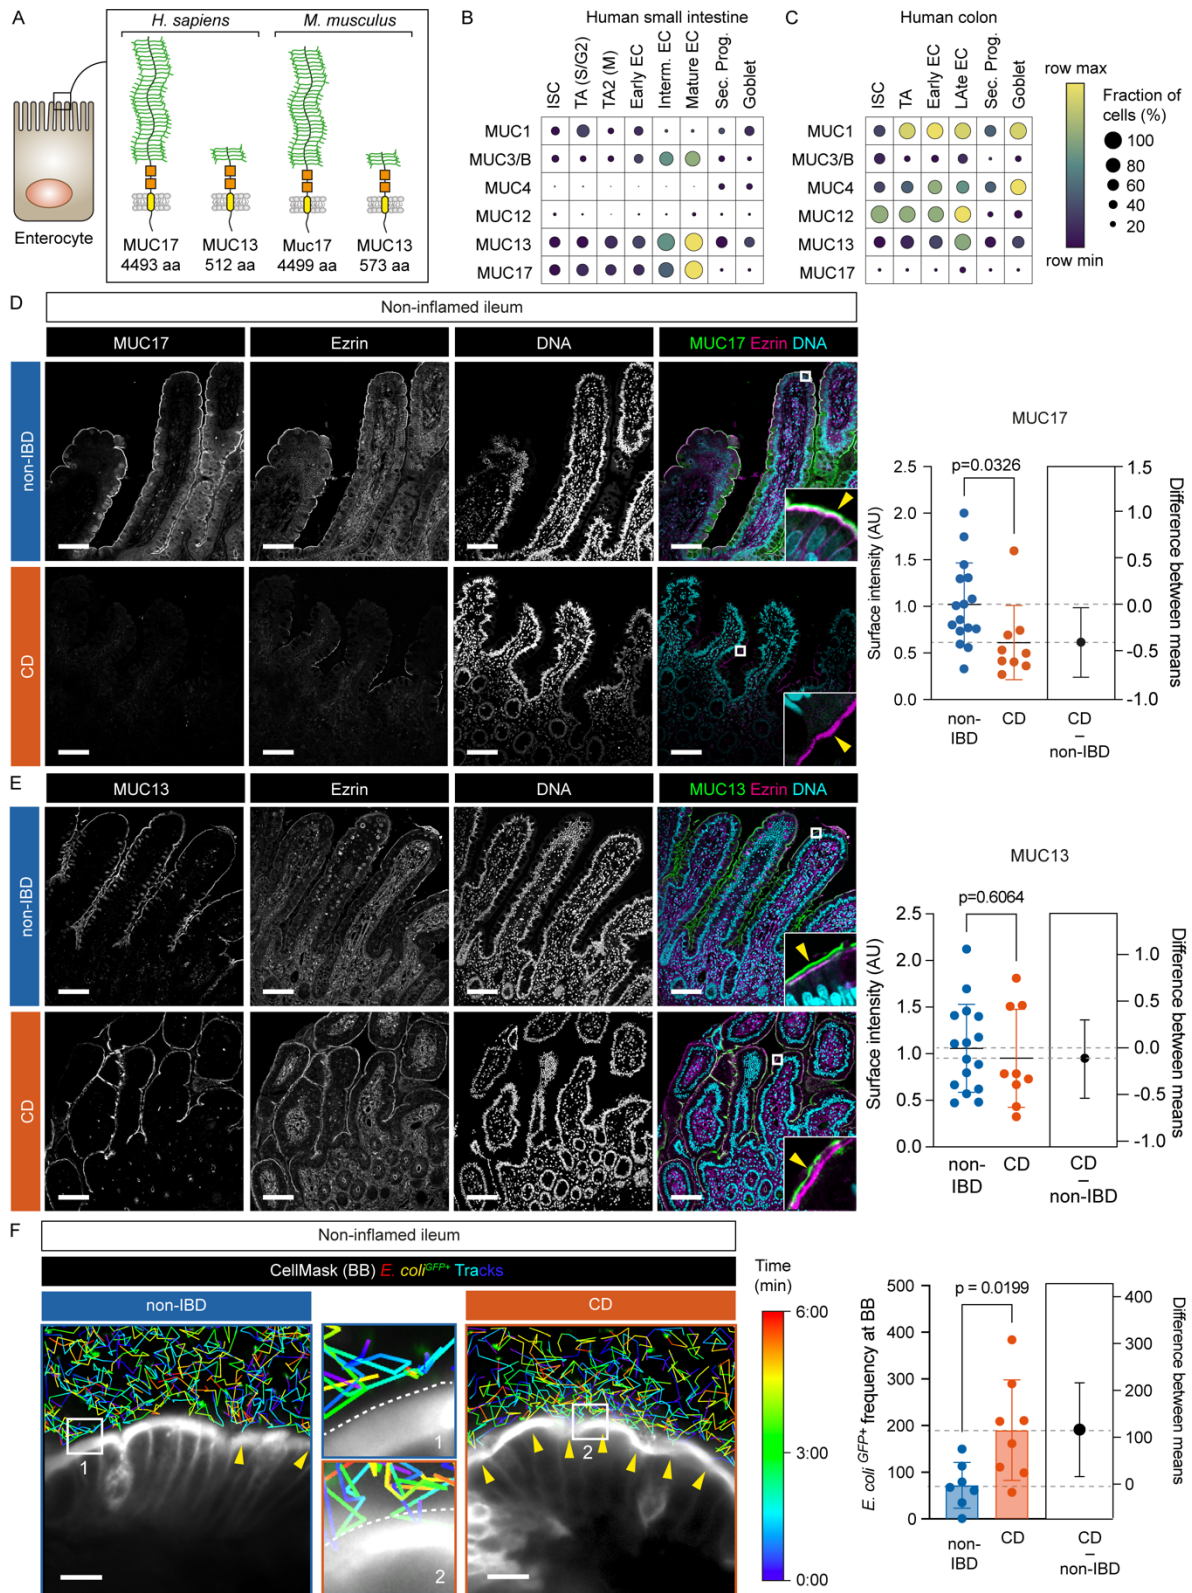 A
H. sapiens
M. musculus
Enterocyte
MUC17 MUC13 Muc17 MUC13
4493 aa 512 aa 4499 aa 573 aa
B
Human small intestine
ISC
TA (S/G2)
TA2 (M)
Early EC
Interm. EC
Mature EC
Sec. Prog.
Goblet
MUC1
MUC3/B
MUC4
MUC12
MUC13
MUC17
C
Human colon
ISC
TA
Early EC
LAte EC
Sec. Prog.
Goblet
MUC1
MUC3/B
MUC4
MUC12
MUC13
MUC17
row max
row min
Fraction of
cells (%)
100
80
60
40
20
D
Non-inflamed ileum
MUC17 Ezrin DNA MUC17 Ezrin DNA
non-IBD
CD
MUC17
p=0.0326
Surface intensity (AU)
2.5
2.0
1.5
1.0
0.5
0.0
non-
IBD
CD
1.5
1.0
0.5
0.0
-0.5
-1.0
Difference between means
CD
–
non-IBD
E
MUC13 Ezrin DNA MUC13 Ezrin DNA
non-IBD
CD
MUC13
p=0.6064
Surface intensity (AU)
2.5
2.0
1.5
1.0
0.5
0.0
non-
IBD
CD
1.0
0.5
0.0
-0.5
-1.0
Difference between means
CD
–
non-IBD
F
Non-inflamed ileum
CellMask (BB) E. coliGFP+ Tracks
non-IBD
CD
1
1
2
2
Time
(min)
6:00
3:00
0:00
p = 0.0199
E. coli GFP+ frequency at BB
500
400
300
200
100
0
non-
IBD
CD
400
300
200
100
0
Difference between means
CD
–
non-IBD